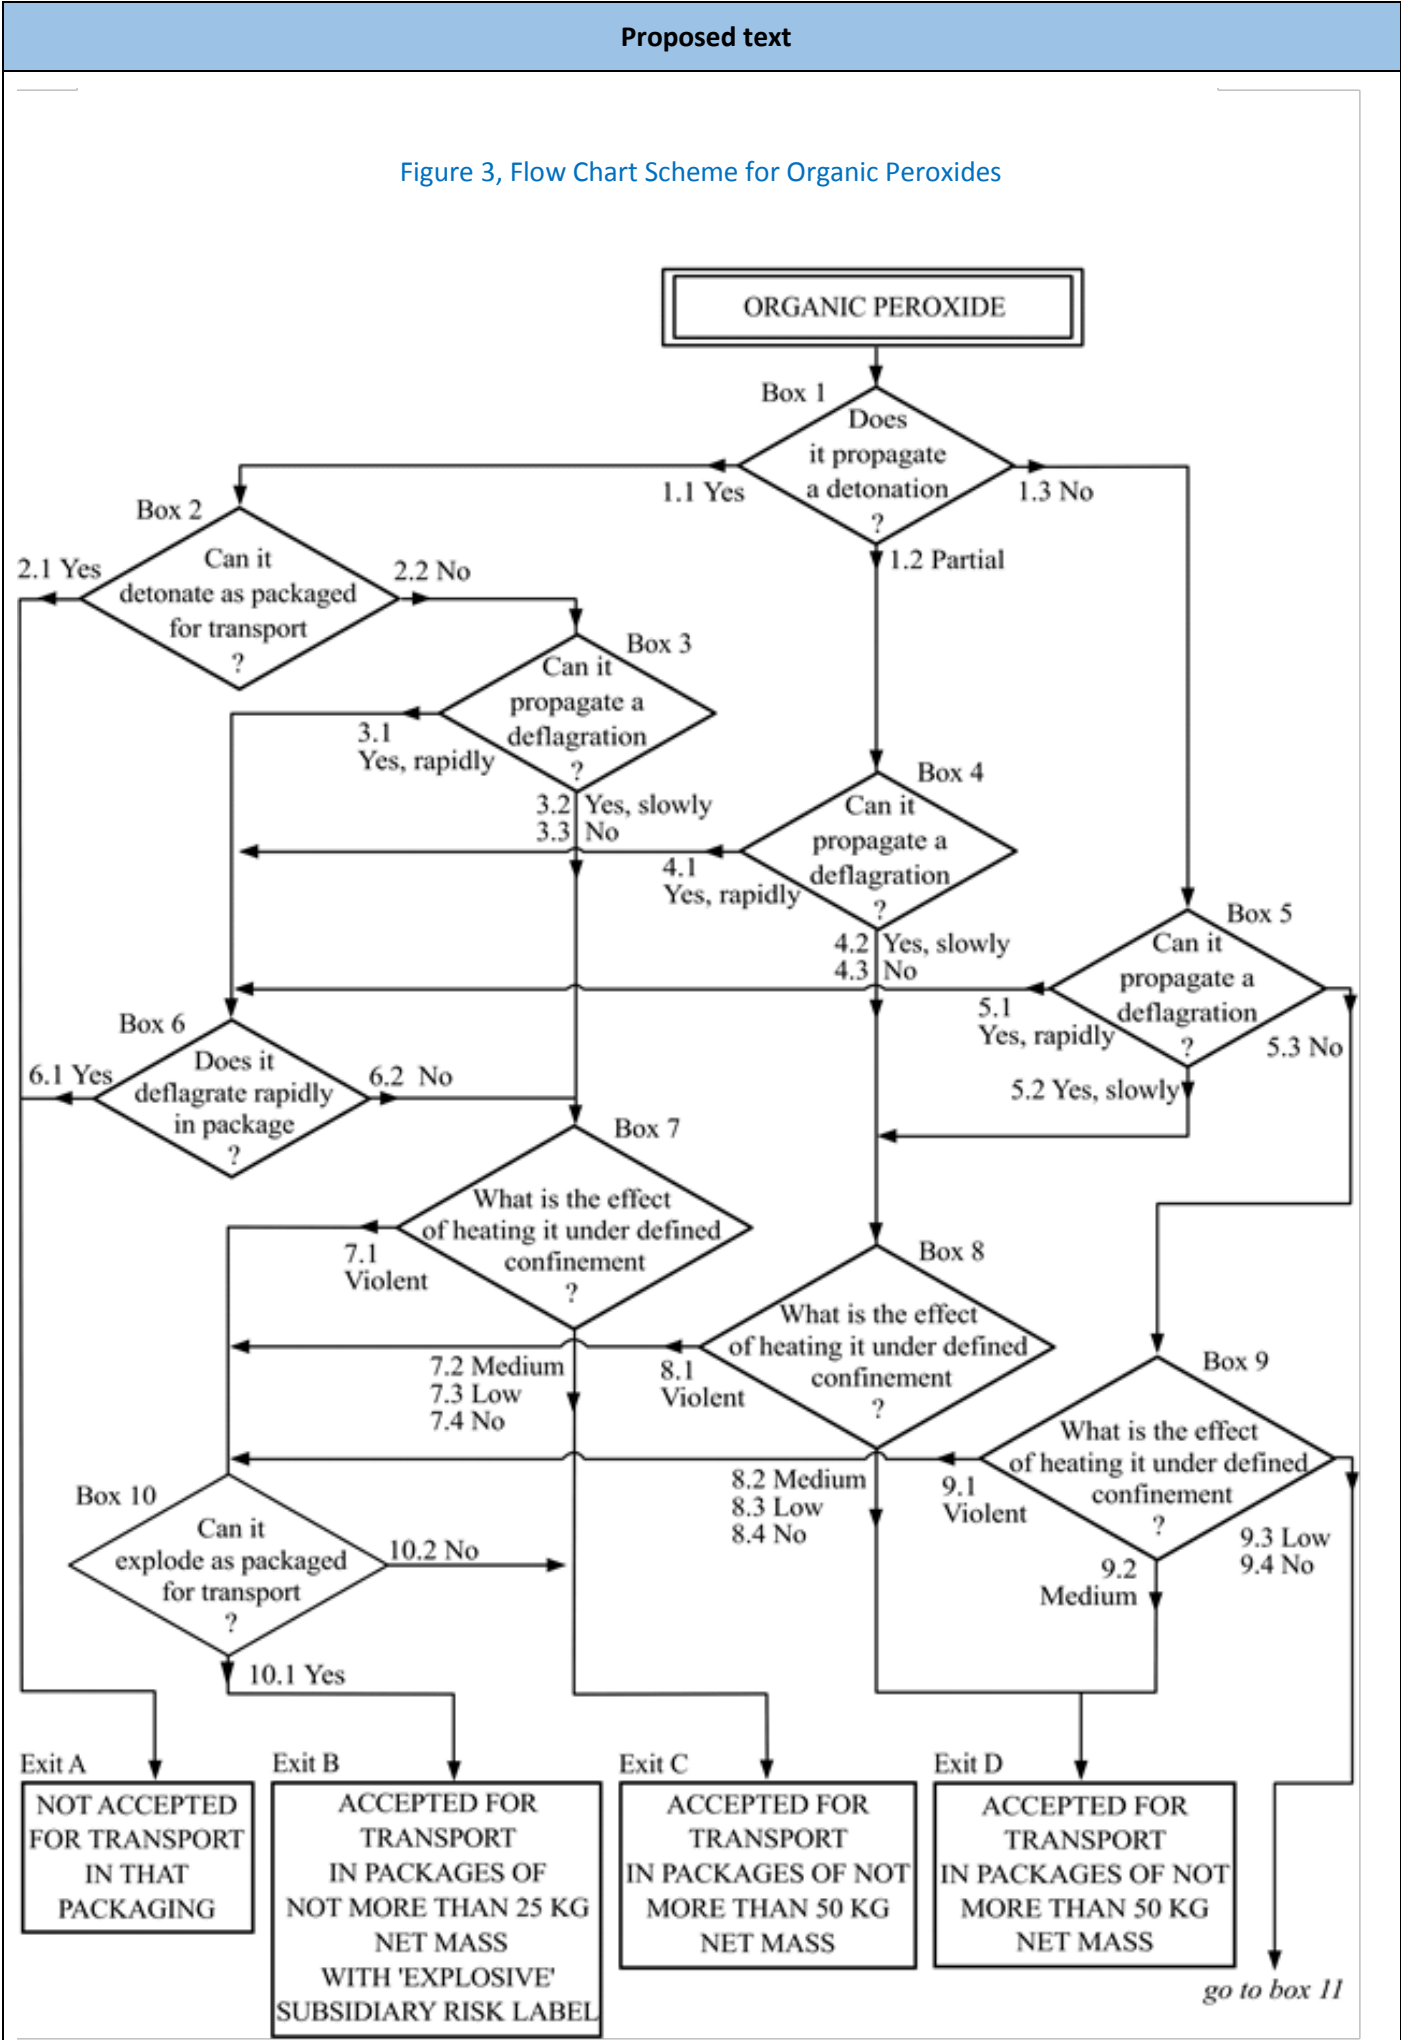 Proposed text
Figure 3, Flow Chart Scheme for Organic Peroxides
ORGANIC PEROXIDE
Box 1
Does
it propagate
a detonation
?
1.1 Yes
1.3 No
1.2 Partial
Box 2
Can it
detonate as packaged
for transport
?
2.1 Yes
2.2 No
Box 3
Can it
propagate a
deflagration
?
3.1
Yes, rapidly
3.2 Yes, slowly
3.3 No
Box 4
Can it
propagate a
deflagration
?
4.1
Yes, rapidly
4.2 Yes, slowly
4.3 No
Box 5
Can it
propagate a
deflagration
?
5.1
Yes, rapidly
5.3 No
5.2 Yes, slowly
Box 6
Does it
deflagrate rapidly
in package
?
6.1 Yes
6.2 No
Box 7
What is the effect
of heating it under defined
confinement
?
7.1
Violent
7.2 Medium
7.3 Low
7.4 No
Box 8
What is the effect
of heating it under defined
confinement
?
8.1
Violent
8.2 Medium
8.3 Low
8.4 No
Box 9
What is the effect
of heating it under defined
confinement
?
9.1
Violent
9.2
Medium
9.3 Low
9.4 No
Box 10
Can it
explode as packaged
for transport
?
10.2 No
10.1 Yes
Exit A
NOT ACCEPTED
FOR TRANSPORT
IN THAT
PACKAGING
Exit B
ACCEPTED FOR
TRANSPORT
IN PACKAGES OF
NOT MORE THAN 25 KG
NET MASS
WITH 'EXPLOSIVE'
SUBSIDIARY RISK LABEL
Exit C
ACCEPTED FOR
TRANSPORT
IN PACKAGES OF NOT
MORE THAN 50 KG
NET MASS
Exit D
ACCEPTED FOR
TRANSPORT
IN PACKAGES OF NOT
MORE THAN 50 KG
NET MASS
go to box 11